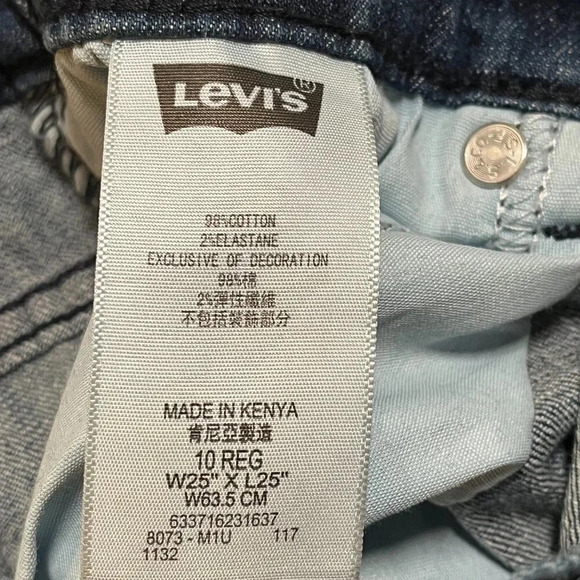 LEVI'S®
98%COTTON
2%ELASTANE
EXCLUSIVE OF DECORATION
98%棉
2%彈性纖維
不包括裝飾部分
MADE IN KENYA
肯尼亞製造
10 REG
W25" X L25"
W63.5 CM
633716231637
8073 - M1U 117
1132